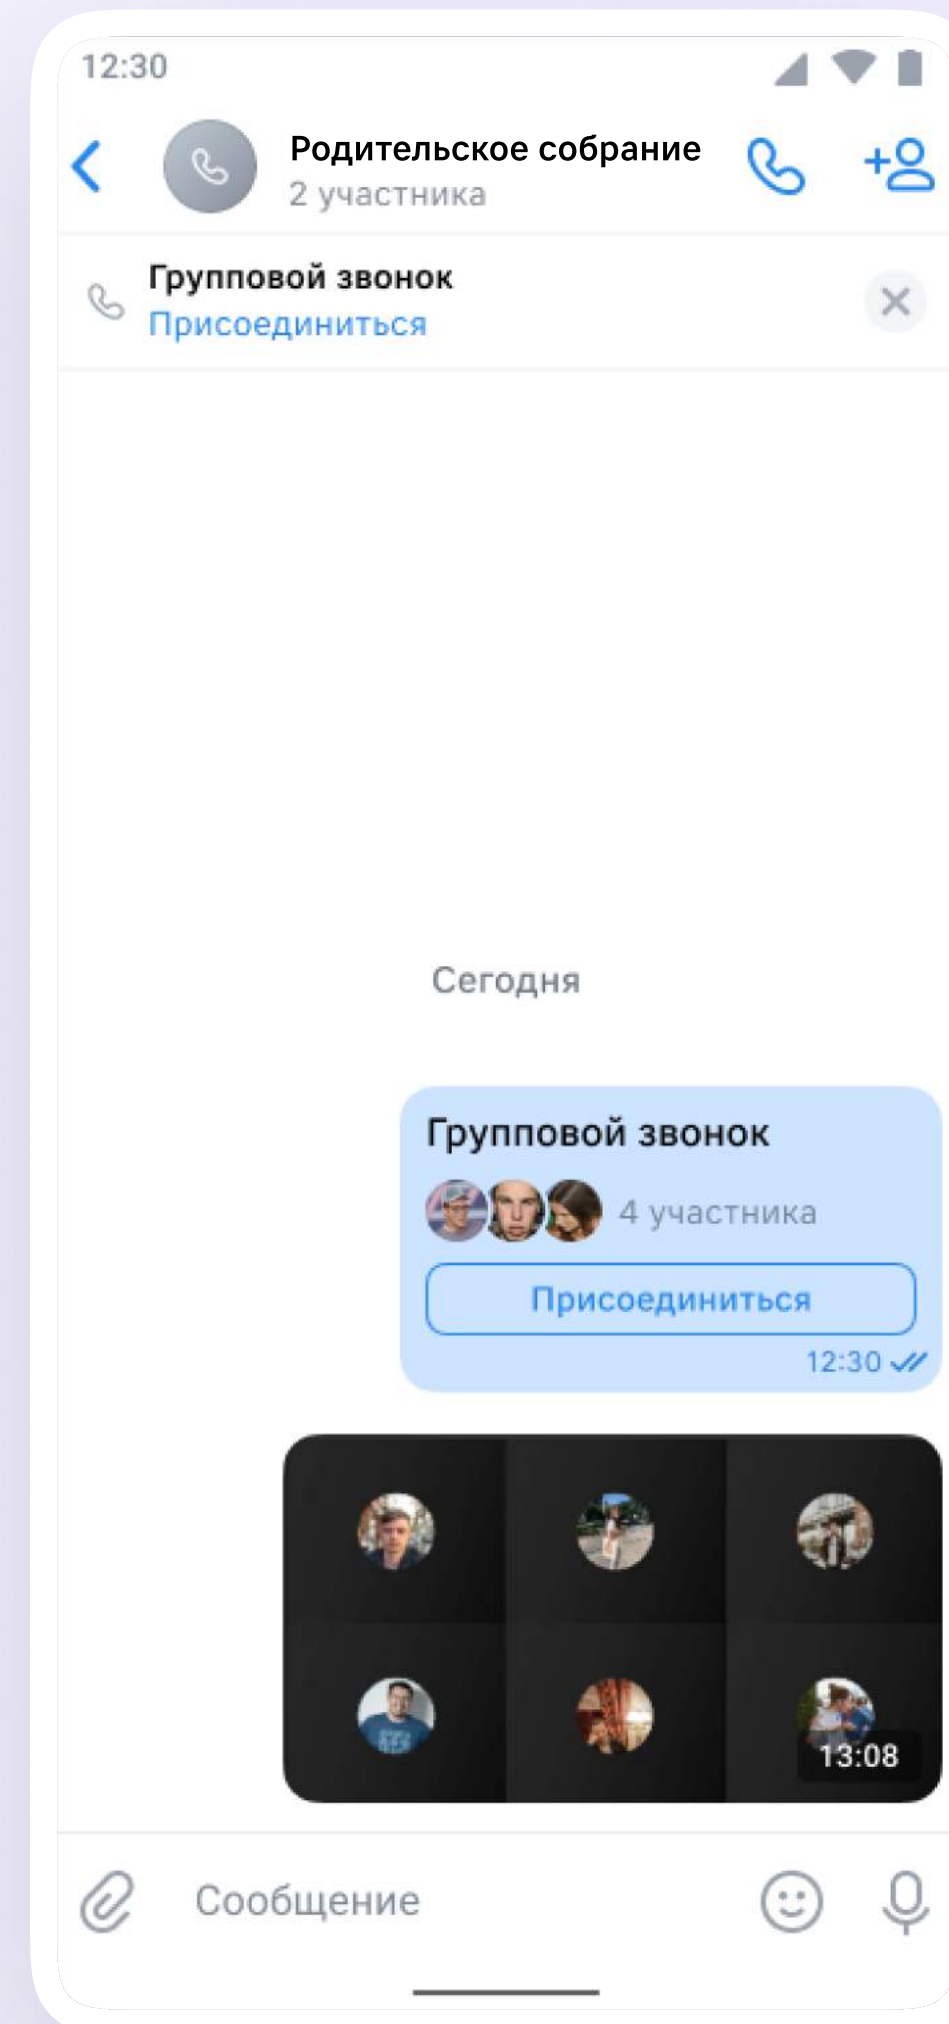 12:30
Родительское собрание
2 участника
Групповой звонок
Присоединиться
Сегодня
Групповой звонок
4 участника
Присоединиться
12:30
13:08
Сообщение